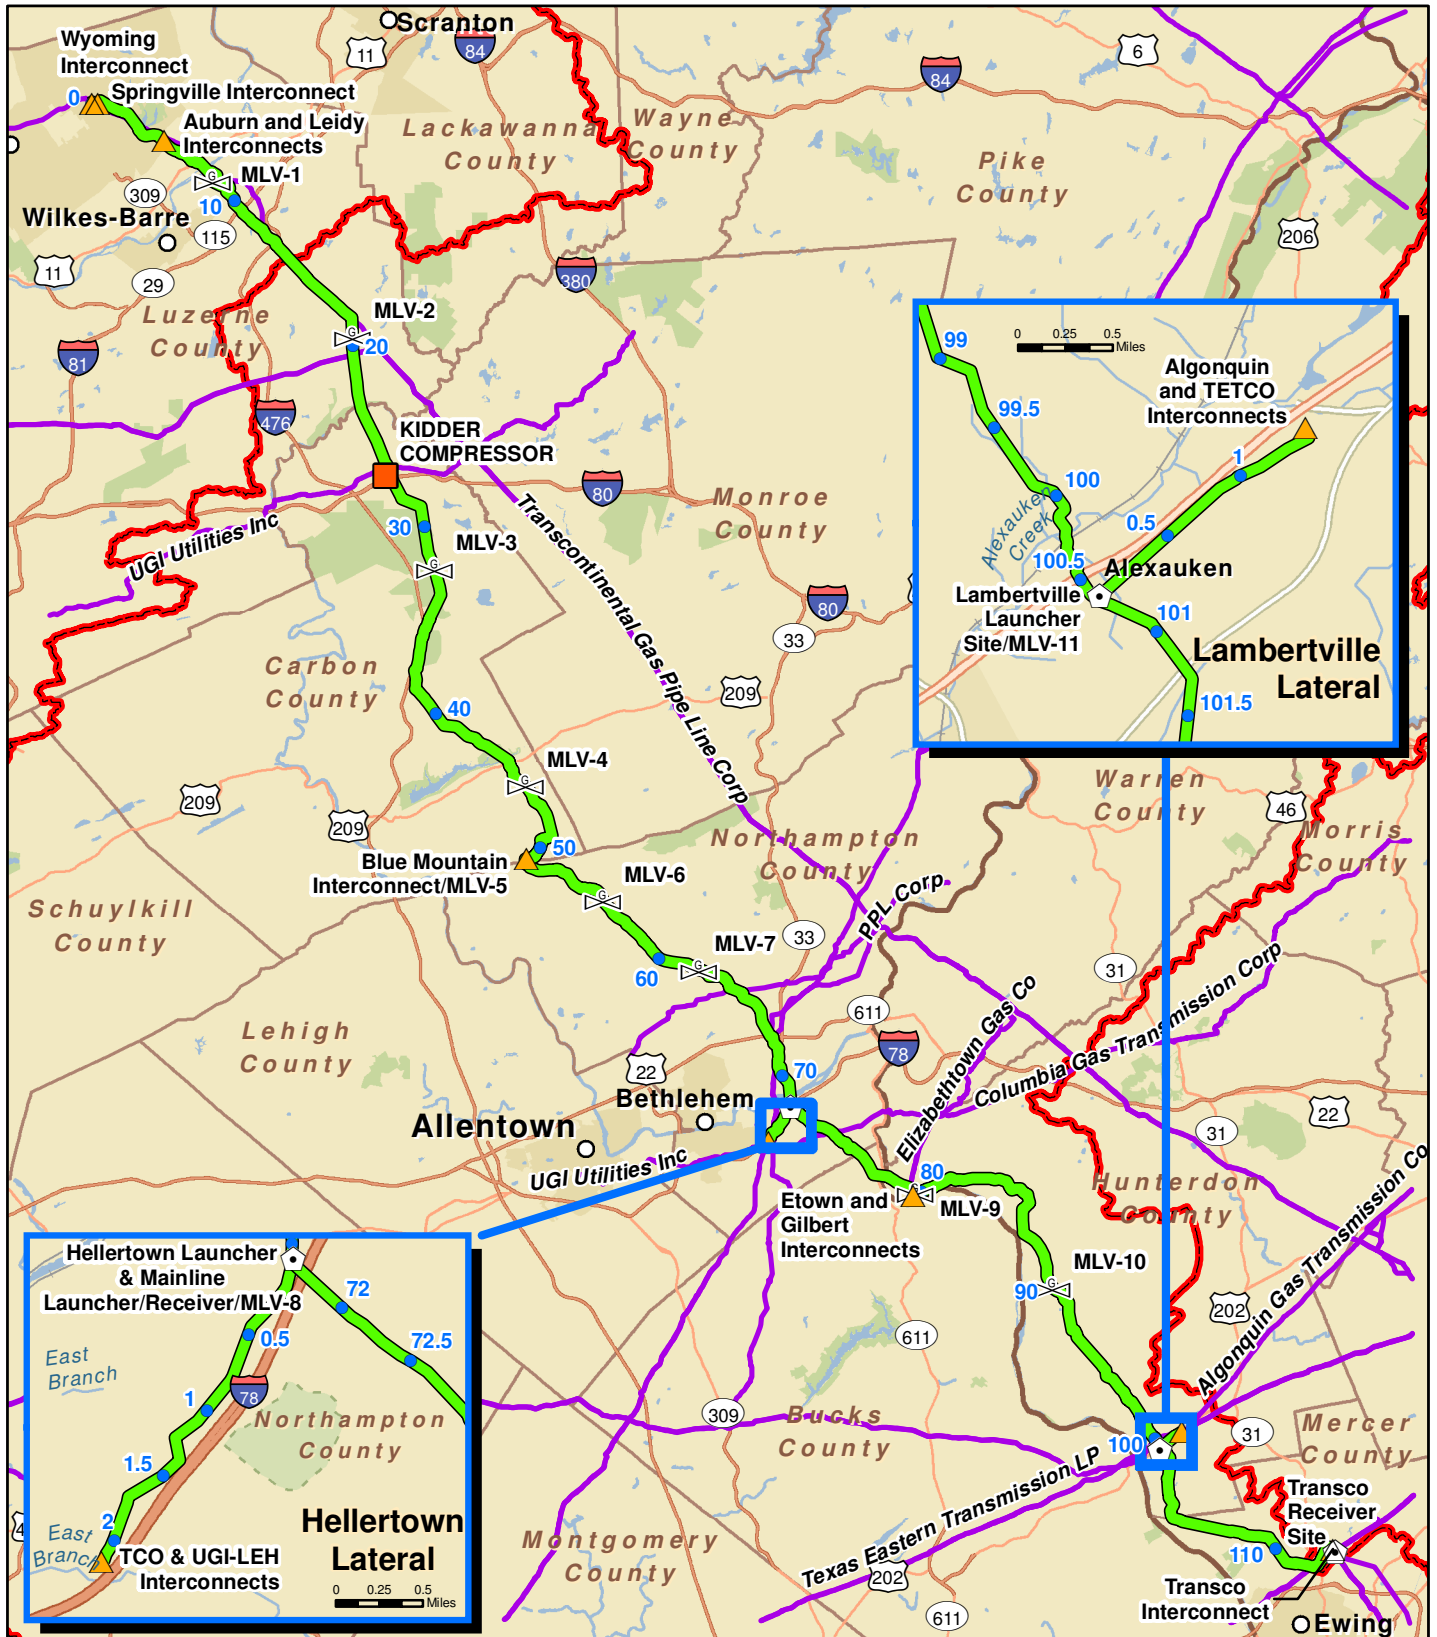 Scranton
Wyoming
Interconnect
11
84
6
84
0
Springville Interconnect
Auburn and Leidy
Interconnects
Lackawanna
County
Wayne
County
Pike
County
G
MLV-1
309
10
Wilkes-Barre
115
206
11
29
380
Luzerne
County
MLV-2
G
20
81
476
KIDDER
COMPRESSOR
80
Monroe
County
UGI Utilities Inc
Transcontinental Gas Pipe Line Corp
30
MLV-3
G
80
33
Carbon
County
209
40
MLV-4
G
209
209
50
Blue Mountain
Interconnect/MLV-5
MLV-6
G
Northampton
County
Warren
County
46
Morris
County
Schuylkill
County
PPL Corp
MLV-7
33
G
60
31
Lehigh
County
611
78
Elizabethtown Gas Co
Columbia Gas Transmission Corp
22
70
Bethlehem
Allentown
22
31
UGI Utilities Inc
80
Etown and
Gilbert
Interconnects
MLV-9
Hunterdon
County
Algonquin Gas Transmission Co
MLV-10
G
90
202
611
309
Bucks
County
100
31
Mercer
County
Texas Eastern Transmission LP
Transco
Receiver
Site
Montgomery
County
202
110
Transco
Interconnect
611
Ewing
99
0 0.25 0.5
Miles
Algonquin
and TETCO
Interconnects
99.5
100
1
Alexauken
Creek
0.5
100.5
Alexauken
Lambertville
Launcher
Site/MLV-11
101
Lambertville
Lateral
101.5
Hellertown Launcher
& Mainline
Launcher/Receiver/MLV-8
72
0.5
72.5
East
Branch
1
78
Northampton
County
1.5
2
4
East
Branch
TCO & UGI-LEH
Interconnects
Hellertown
Lateral
0 0.25 0.5
Miles